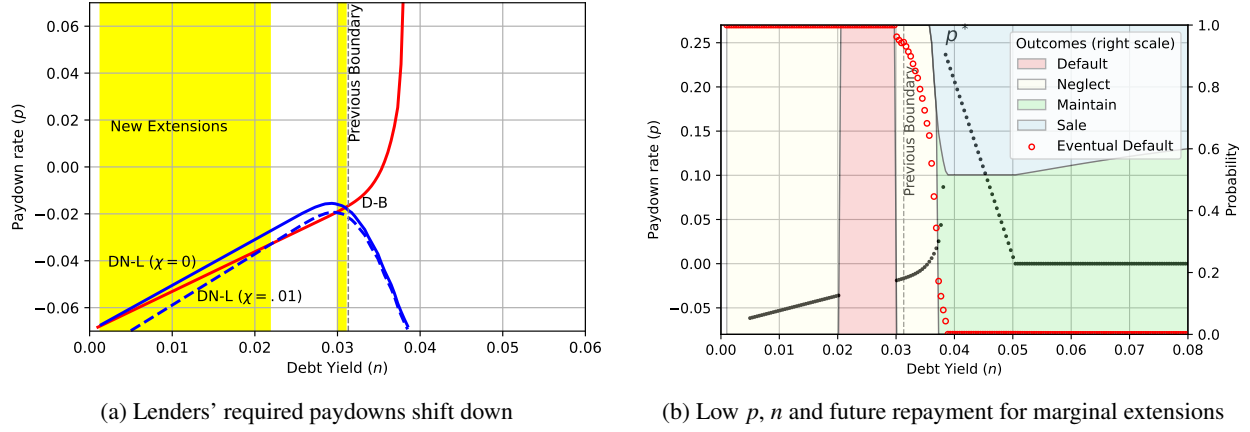 0.06
0.04
0.02
0.00
−0.02
−0.04
−0.06
Paydown rate (p)
New Extensions
Previous Boundary
D-B
DN-L (χ = 0)
DN-L (χ = .01)
0.00 0.01 0.02 0.03 0.04 0.05 0.06
Debt Yield (n)
(a) Lenders' required paydowns shift down
0.25
0.20
0.15
0.10
0.05
0.00
−0.05
Paydown rate (p)
p*
Previous Boundary
Outcomes (right scale)
Default
Neglect
Maintain
Sale
Eventual Default
1.0
0.8
0.6
0.4
0.2
0.0
Probability
0.00 0.01 0.02 0.03 0.04 0.05 0.06 0.07 0.08
Debt Yield (n)
(b) Low p, n and future repayment for marginal extensions